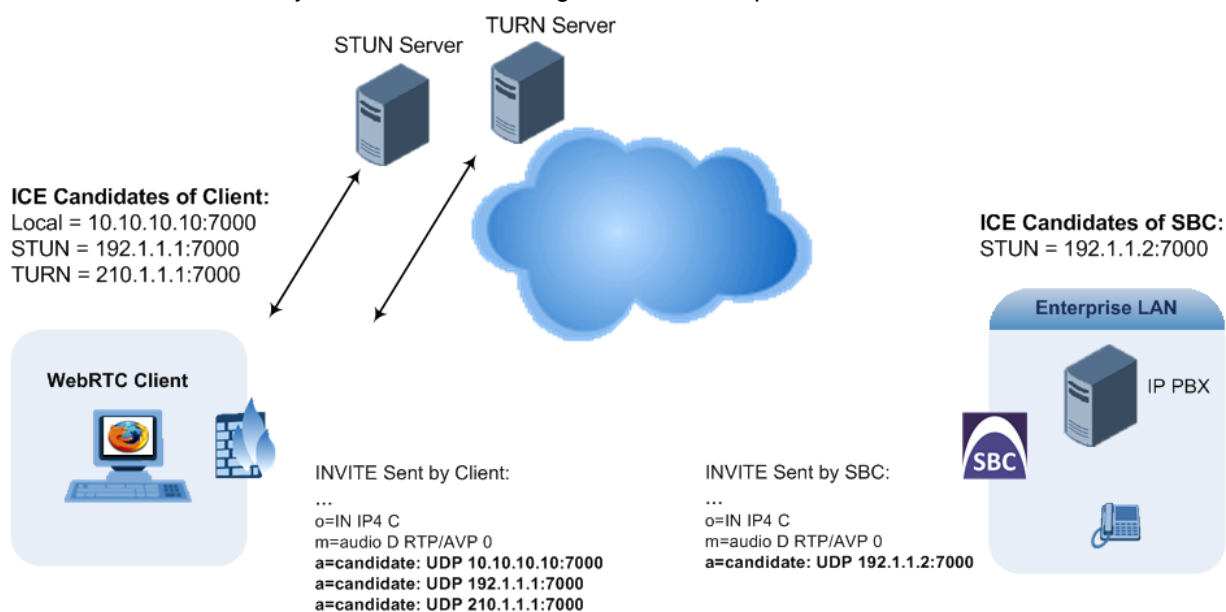 TURN Server
STUN Server
ICE Candidates of Client:
Local = 10.10.10.10:7000
STUN = 192.1.1.1:7000
TURN = 210.1.1.1:7000
ICE Candidates of SBC:
STUN = 192.1.1.2:7000
Enterprise LAN
WebRTC Client
IP PBX
SBC
INVITE Sent by Client:
...
o=IN IP4 C
m=audio D RTP/AVP 0
a=candidate: UDP 10.10.10.10:7000
a=candidate: UDP 192.1.1.1:7000
a=candidate: UDP 210.1.1.1:7000
INVITE Sent by SBC:
...
o=IN IP4 C
m=audio D RTP/AVP 0
a=candidate: UDP 192.1.1.2:7000